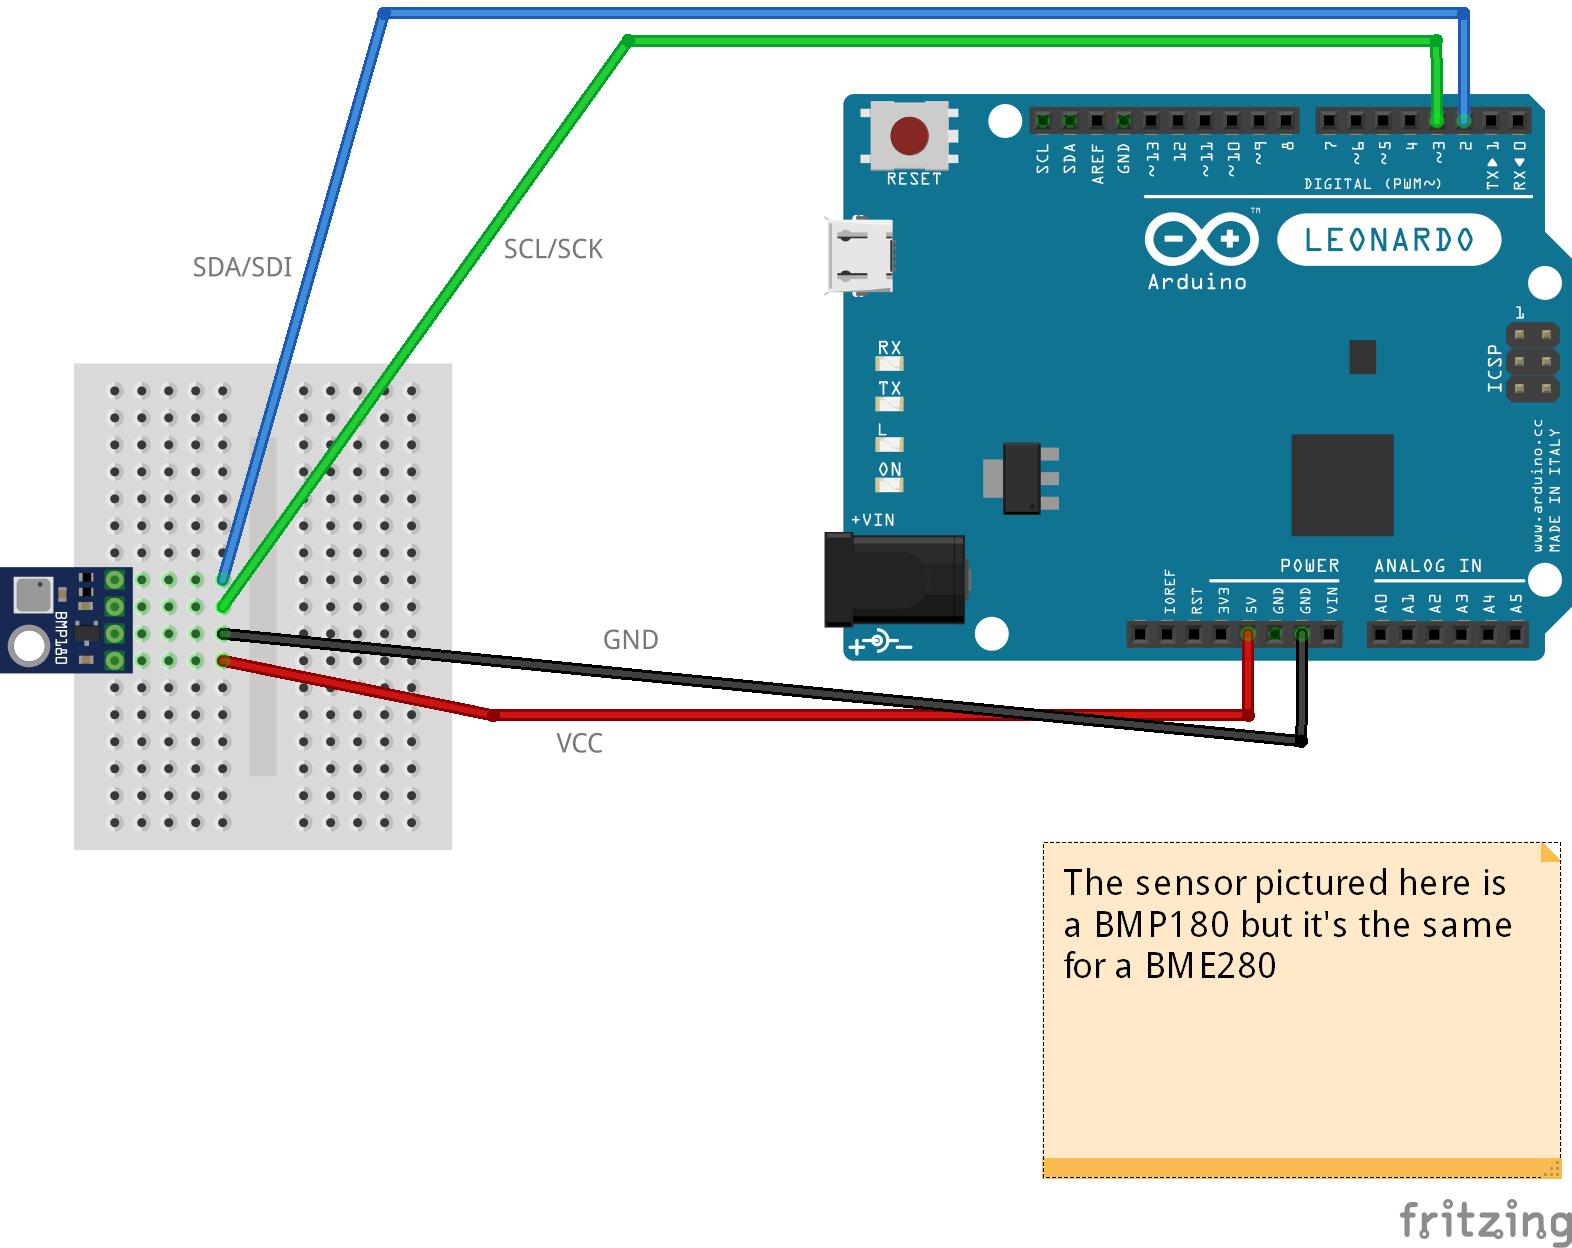 SDA/SDI
SCL/SCK
GND
VCC
BMP180
RESET
SCL
SDA
AREF
GND
~13
12
~11
~10
~9
8
7
~6
~5
4
~3
2
TX▶1
RX◀0
DIGITAL (PWM~)
TM
LEONARDO
Arduino
RX
TX
L
ON
1
ICSP
www.arduino.cc
MADE IN ITALY
+VIN
POWER
ANALOG IN
IOREF
RST
3V3
5V
GND
GND
VIN
A0
A1
A2
A3
A4
A5
The sensor pictured here is
a BMP180 but it's the same
for a BME280
fritzing